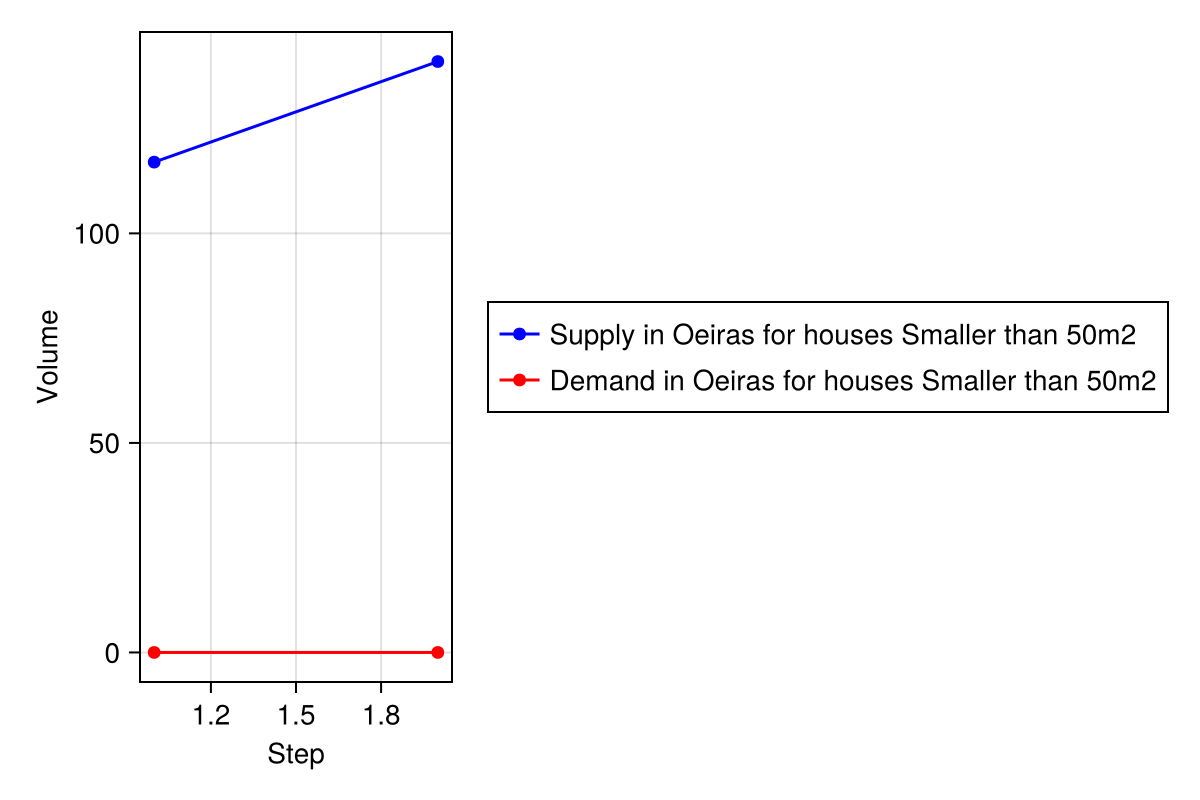 Volume
100
50
0
1.2 1.5 1.8
Step
Supply in Oeiras for houses Smaller than 50m2
Demand in Oeiras for houses Smaller than 50m2